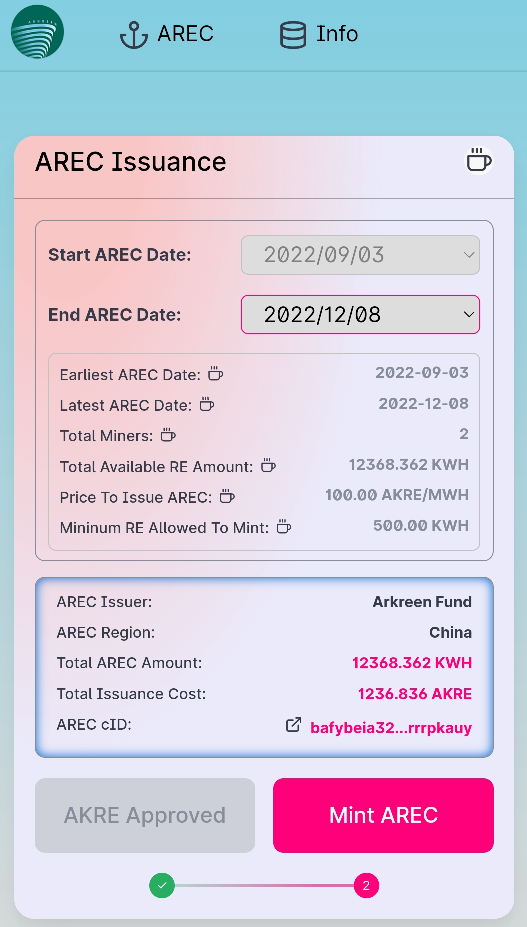 AREC Info
AREC Issuance
Start AREC Date: 2022/09/03
End AREC Date: 2022/12/08
Earliest AREC Date: 2022-09-03
Latest AREC Date: 2022-12-08
Total Miners: 2
Total Available RE Amount: 12368.362 KWH
Price To Issue AREC: 100.00 AKRE/MWH
Mininum RE Allowed To Mint: 500.00 KWH
AREC Issuer: Arkreen Fund
AREC Region: China
Total AREC Amount: 12368.362 KWH
Total Issuance Cost: 1236.836 AKRE
AREC cID: bafybeia32...rrrpkauy
AKRE Approved Mint AREC
2